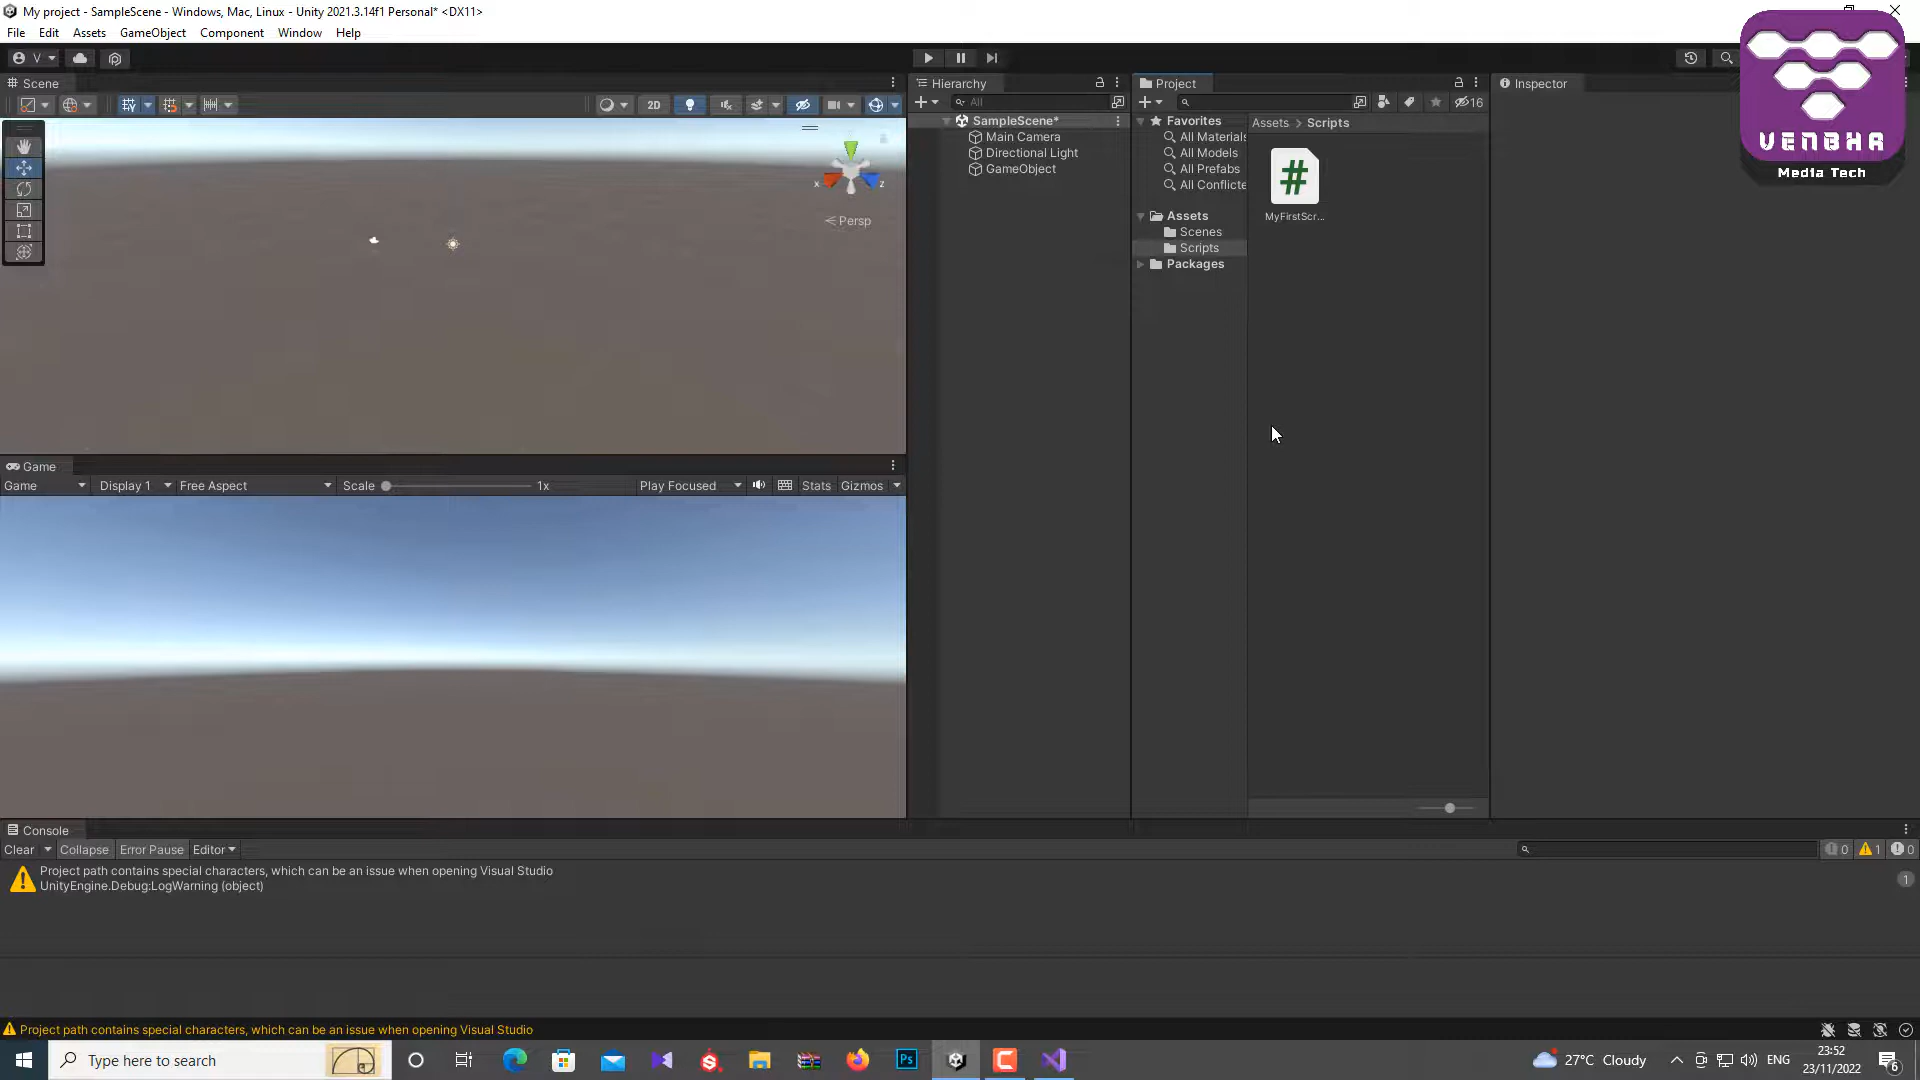 My project - SampleScene - Windows, Mac, Linux - Unity 2021.3.14f1 Personal* <DX11>
File Edit Assets GameObject Component Window Help
V
Scene
2D
x z
Persp
Game
Game Display 1 Free Aspect Scale 1x Play Focused Stats Gizmos
Hierarchy
All
SampleScene*
Main Camera
Directional Light
GameObject
Project
16
Favorites
All Materials
All Models
All Prefabs
All Conflicte
Assets
Scenes
Scripts
Packages
Assets > Scripts
#
MyFirstScr...
Inspector
VENBHA
Media Tech
Console
Clear Collapse Error Pause Editor
0 1 0
Project path contains special characters, which can be an issue when opening Visual Studio
UnityEngine.Debug:LogWarning (object)
1
Project path contains special characters, which can be an issue when opening Visual Studio
Type here to search
Ps
27°C Cloudy
ENG
23:52
23/11/2022
6